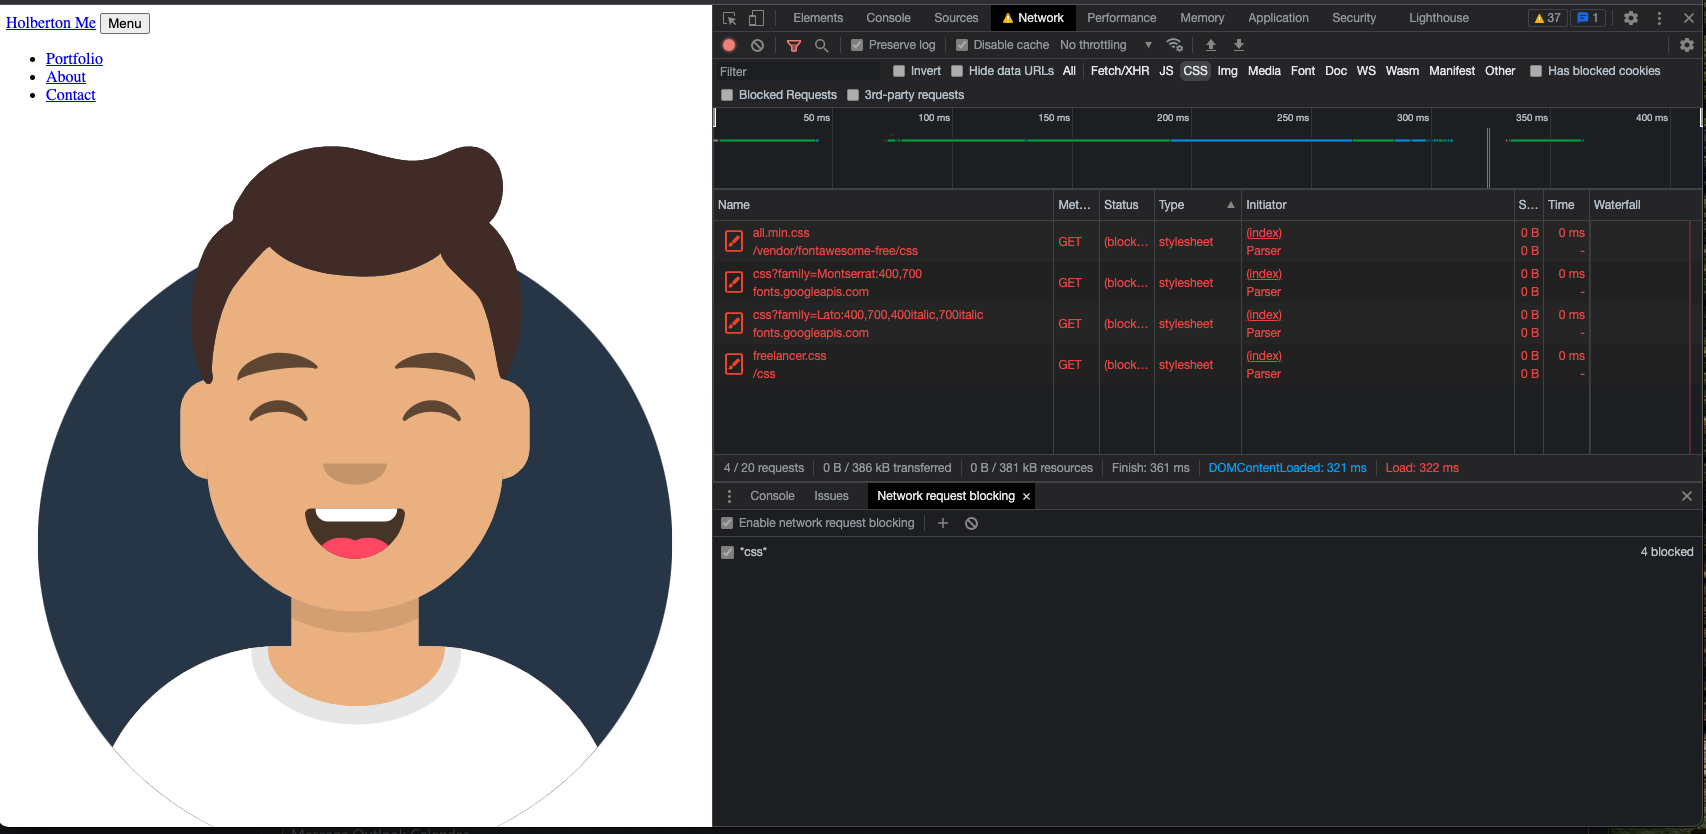 Holberton Me Menu
Portfolio
About
Contact
Elements Console Sources Network Performance Memory Application Security Lighthouse 37 1
Preserve log Disable cache No throttling
Filter Invert Hide data URLs All Fetch/XHR JS CSS Img Media Font Doc WS Wasm Manifest Other Has blocked cookies
Blocked Requests 3rd-party requests
50 ms 100 ms 150 ms 200 ms 250 ms 300 ms 350 ms 400 ms
Name Met... Status Type Initiator S... Time Waterfall
all.min.css (index) 0 B 0 ms
GET (block... stylesheet
/vendor/fontawesome-free/css Parser 0 B -
css?family=Montserrat:400,700 (index) 0 B 0 ms
GET (block... stylesheet
fonts.googleapis.com Parser 0 B -
css?family=Lato:400,700,400italic,700italic (index) 0 B 0 ms
GET (block... stylesheet
fonts.googleapis.com Parser 0 B -
freelancer.css (index) 0 B 0 ms
GET (block... stylesheet
/css Parser 0 B -
4 / 20 requests 0 B / 386 kB transferred 0 B / 381 kB resources Finish: 361 ms DOMContentLoaded: 321 ms Load: 322 ms
Console Issues Network request blocking
Enable network request blocking
*css* 4 blocked